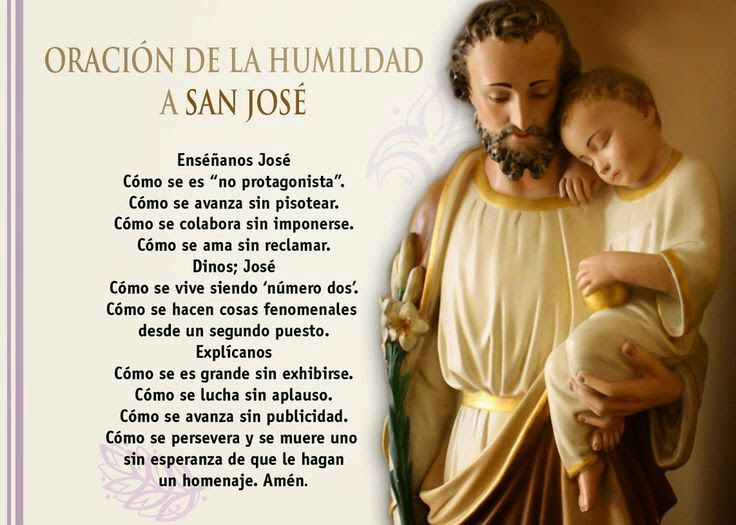 ORACIÓN DE LA HUMILDAD
A SAN JOSÉ
Enséñanos José
Cómo se es “no protagonista”.
Cómo se avanza sin pisotear.
Cómo se colabora sin imponerse.
Cómo se ama sin reclamar.
Dinos; José
Cómo se vive siendo ‘número dos’.
Cómo se hacen cosas fenomenales
desde un segundo puesto.
Explícanos
Cómo se es grande sin exhibirse.
Cómo se lucha sin aplauso.
Cómo se avanza sin publicidad.
Cómo se persevera y se muere uno
sin esperanza de que le hagan
un homenaje. Amén.